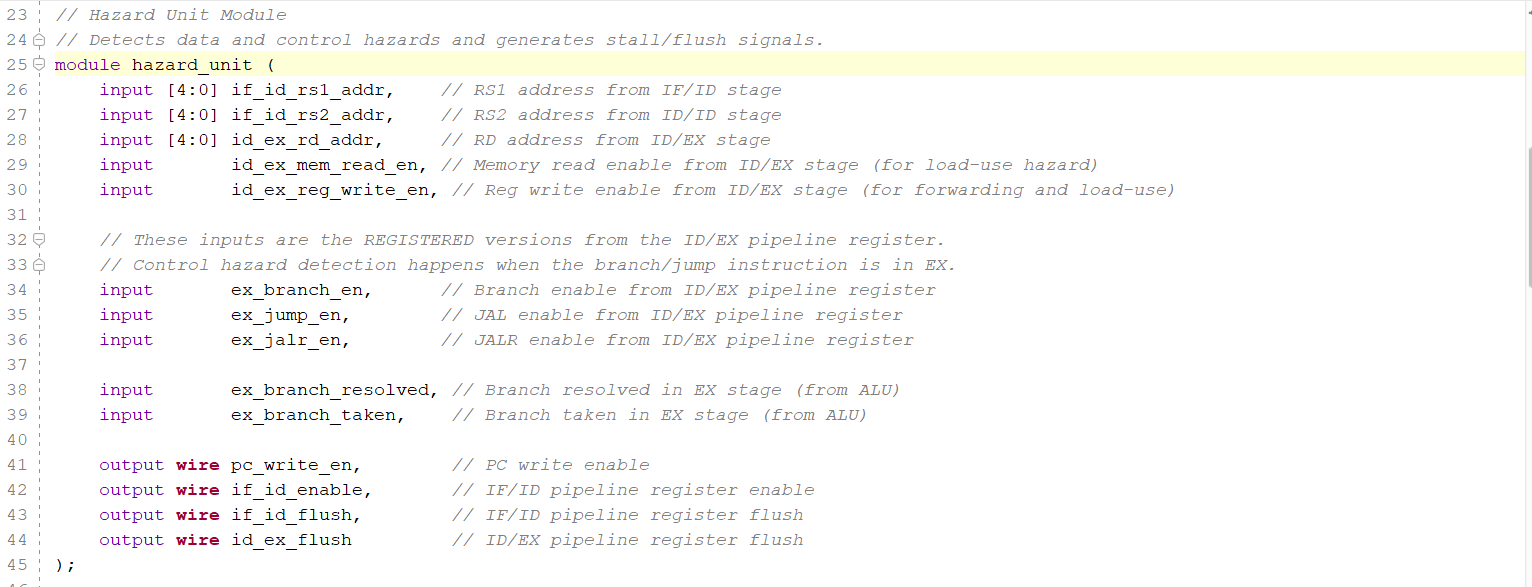 23 // Hazard Unit Module
24 // Detects data and control hazards and generates stall/flush signals.
25 module hazard_unit (
26 input [4:0] if_id_rs1_addr, // RS1 address from IF/ID stage
27 input [4:0] if_id_rs2_addr, // RS2 address from ID/ID stage
28 input [4:0] id_ex_rd_addr, // RD address from ID/EX stage
29 input id_ex_mem_read_en, // Memory read enable from ID/EX stage (for load-use hazard)
30 input id_ex_reg_write_en, // Reg write enable from ID/EX stage (for forwarding and load-use)
31
32 // These inputs are the REGISTERED versions from the ID/EX pipeline register.
33 // Control hazard detection happens when the branch/jump instruction is in EX.
34 input ex_branch_en, // Branch enable from ID/EX pipeline register
35 input ex_jump_en, // JAL enable from ID/EX pipeline register
36 input ex_jalr_en, // JALR enable from ID/EX pipeline register
37
38 input ex_branch_resolved, // Branch resolved in EX stage (from ALU)
39 input ex_branch_taken, // Branch taken in EX stage (from ALU)
40
41 output wire pc_write_en, // PC write enable
42 output wire if_id_enable, // IF/ID pipeline register enable
43 output wire if_id_flush, // IF/ID pipeline register flush
44 output wire id_ex_flush // ID/EX pipeline register flush
45 );